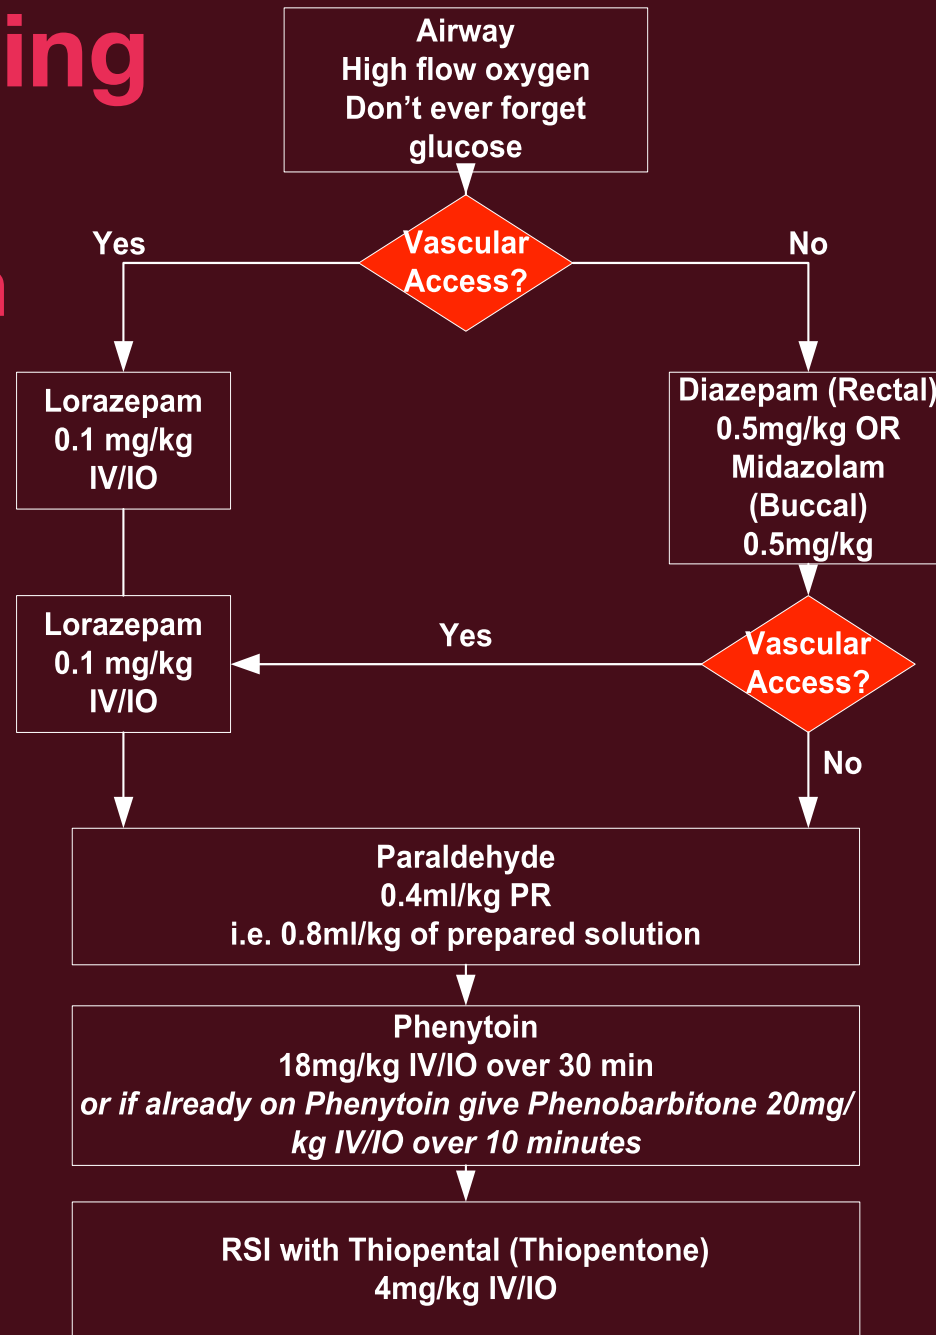 ing
Airway
High flow oxygen
Don’t ever forget
glucose
Vascular
Access?
Yes
No
Lorazepam
0.1 mg/kg
IV/IO
Diazepam (Rectal)
0.5mg/kg OR
Midazolam
(Buccal)
0.5mg/kg
Lorazepam
0.1 mg/kg
IV/IO
Yes
Vascular
Access?
No
Paraldehyde
0.4ml/kg PR
i.e. 0.8ml/kg of prepared solution
Phenytoin
18mg/kg IV/IO over 30 min
or if already on Phenytoin give Phenobarbitone 20mg/
kg IV/IO over 10 minutes
RSI with Thiopental (Thiopentone)
4mg/kg IV/IO